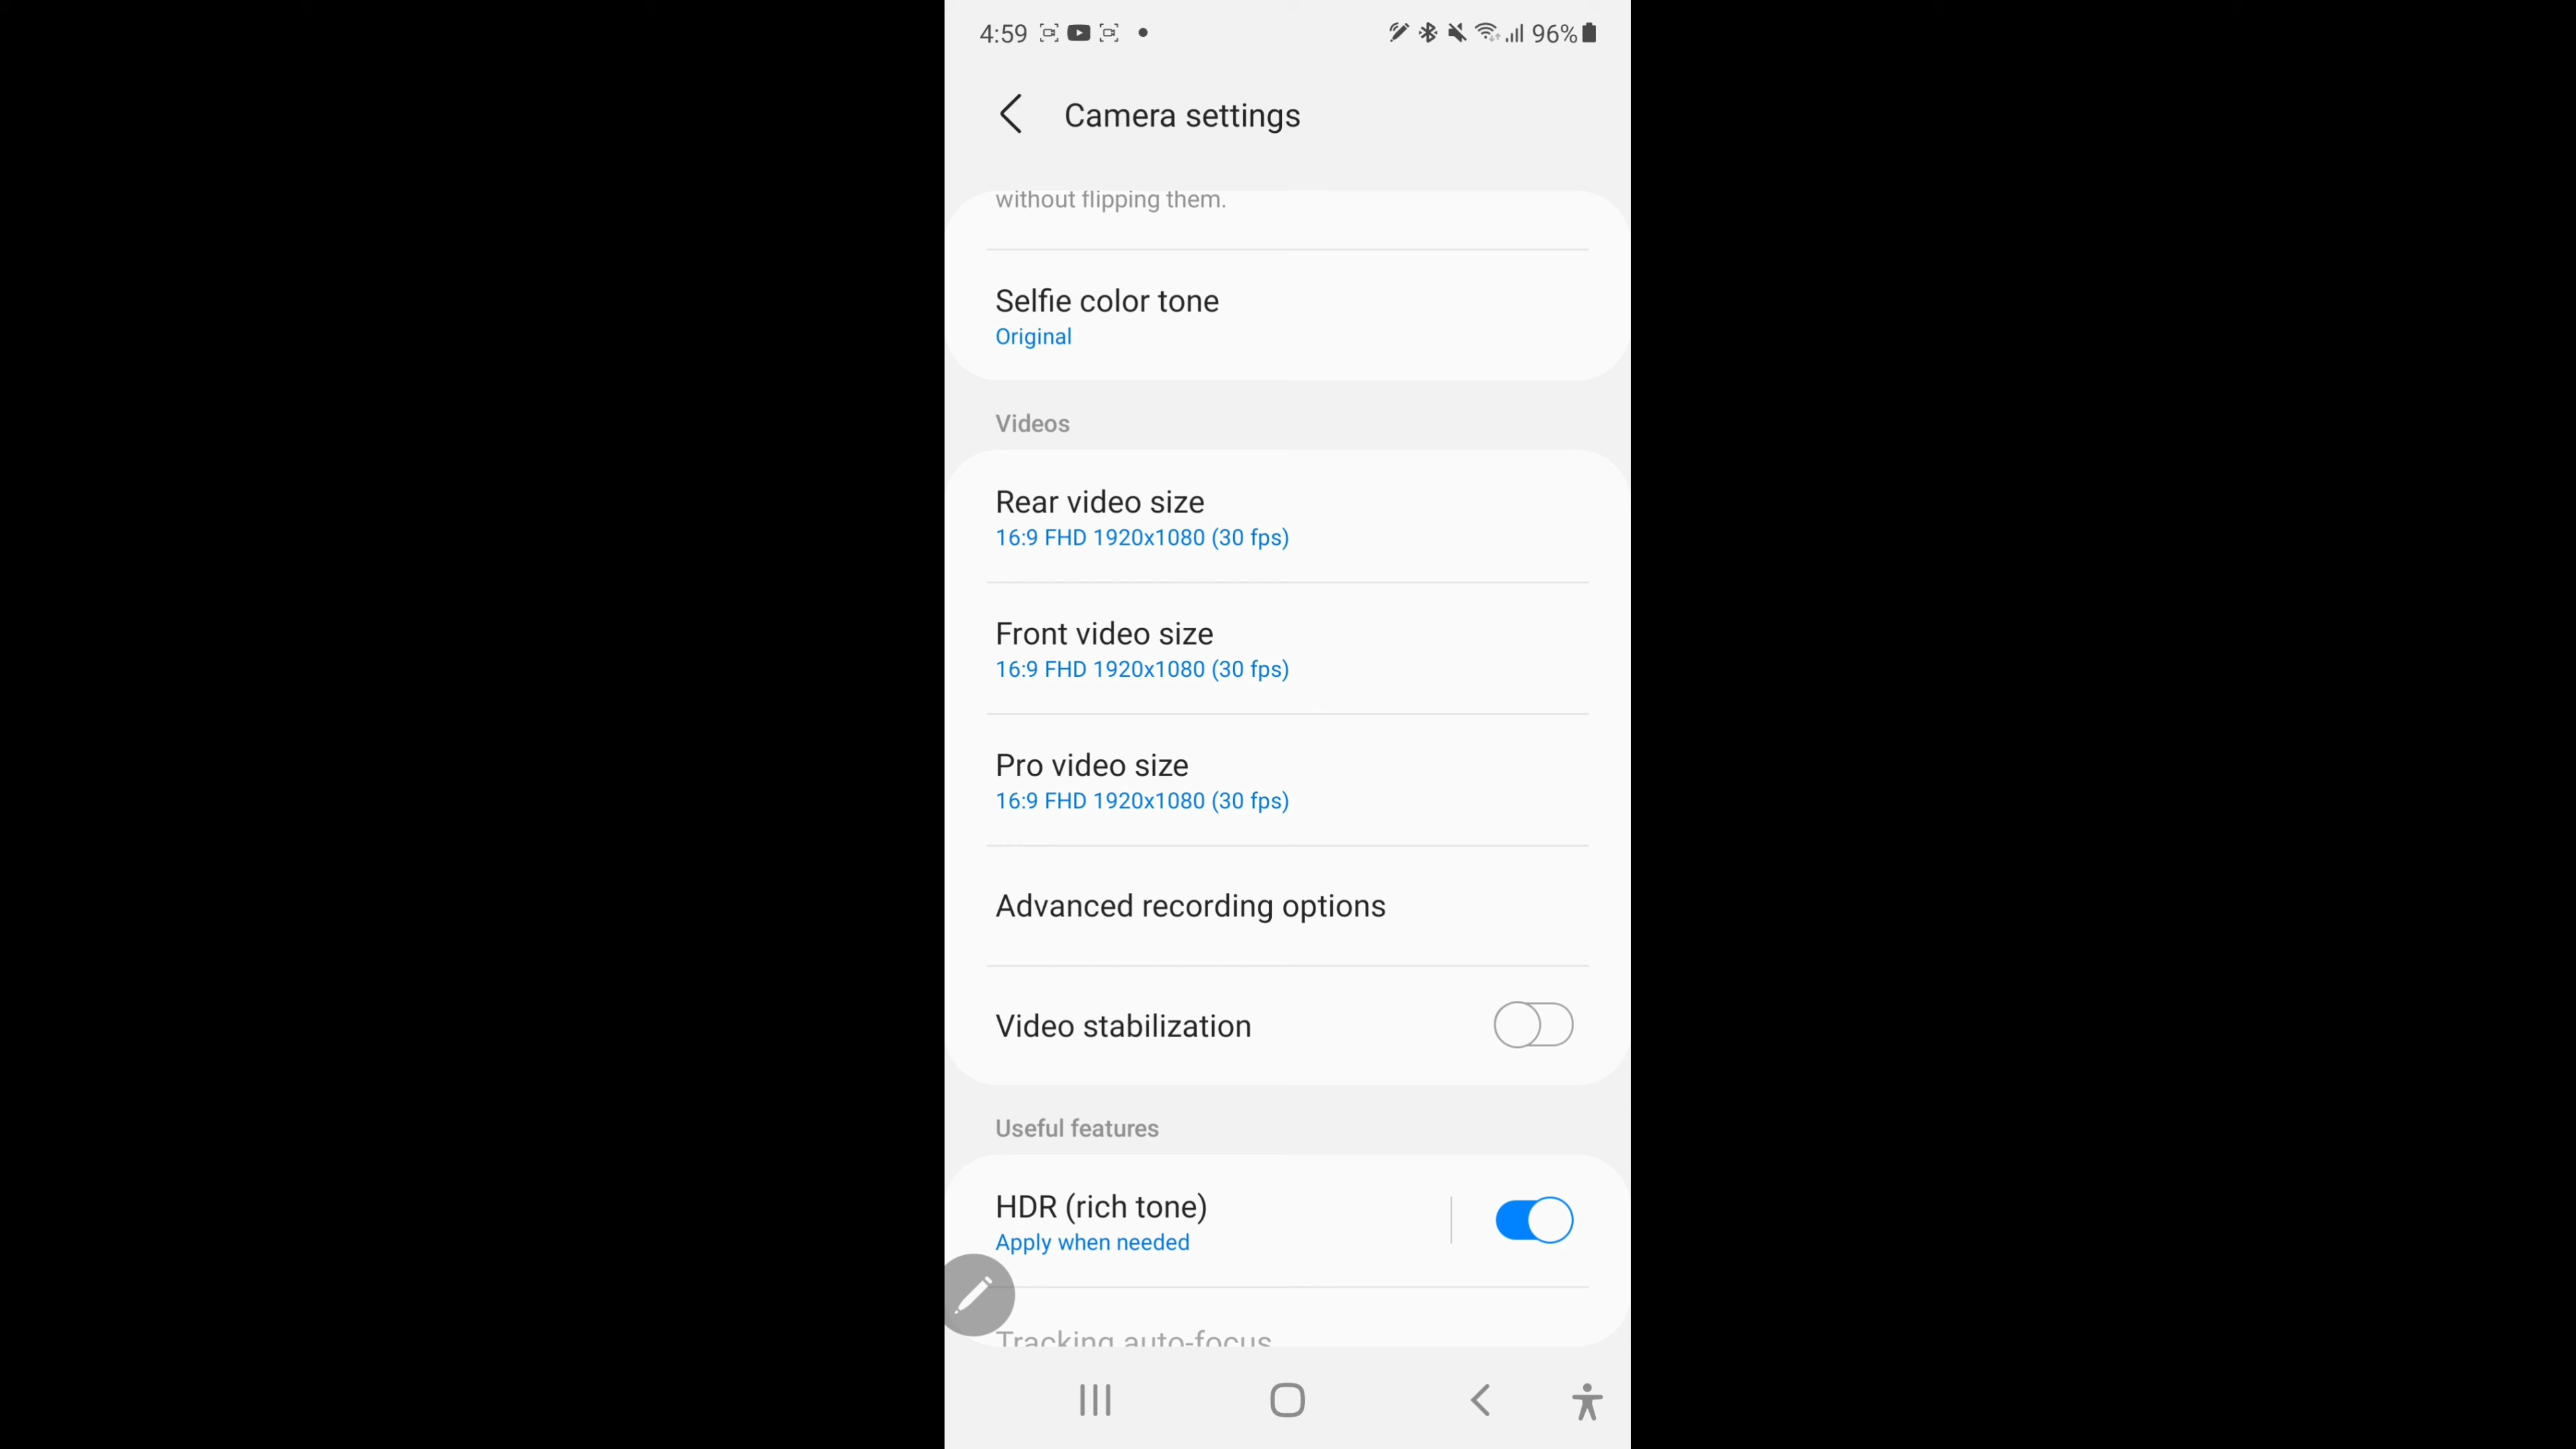 4:59
96%
Camera settings
without flipping them.
Selfie color tone
Original
Videos
Rear video size
16:9 FHD 1920x1080 (30 fps)
Front video size
16:9 FHD 1920x1080 (30 fps)
Pro video size
16:9 FHD 1920x1080 (30 fps)
Advanced recording options
Video stabilization
Useful features
HDR (rich tone)
Apply when needed
Tracking auto-focus